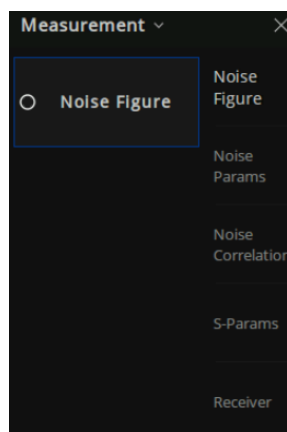 Measurement
Noise Figure
Noise
Figure
Noise
Params
Noise
Correlation
S-Params
Receiver